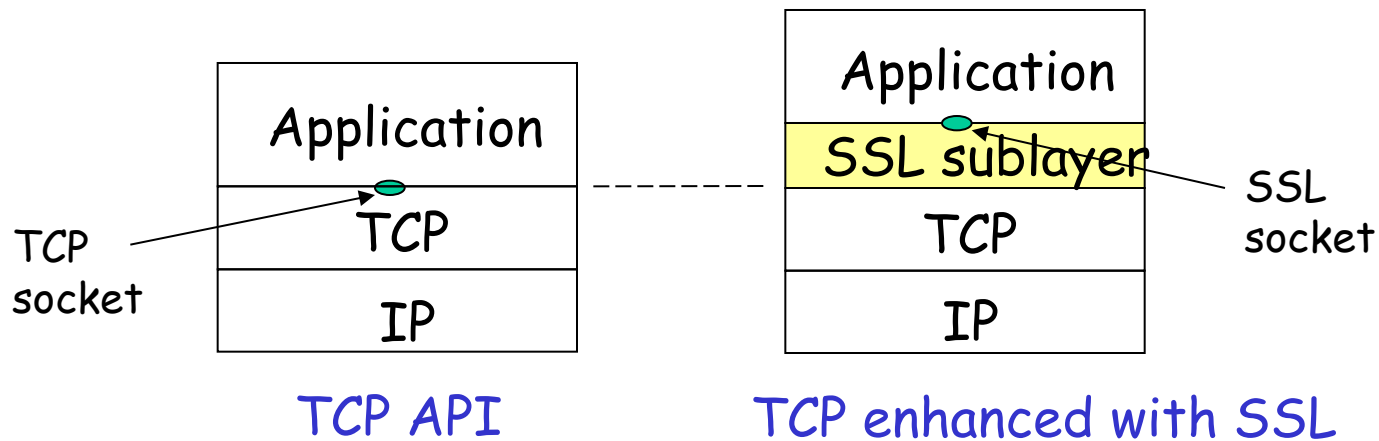 Application
TCP
IP
TCP
socket
TCP API
Application
SSL sublayer
TCP
IP
SSL
socket
TCP enhanced with SSL